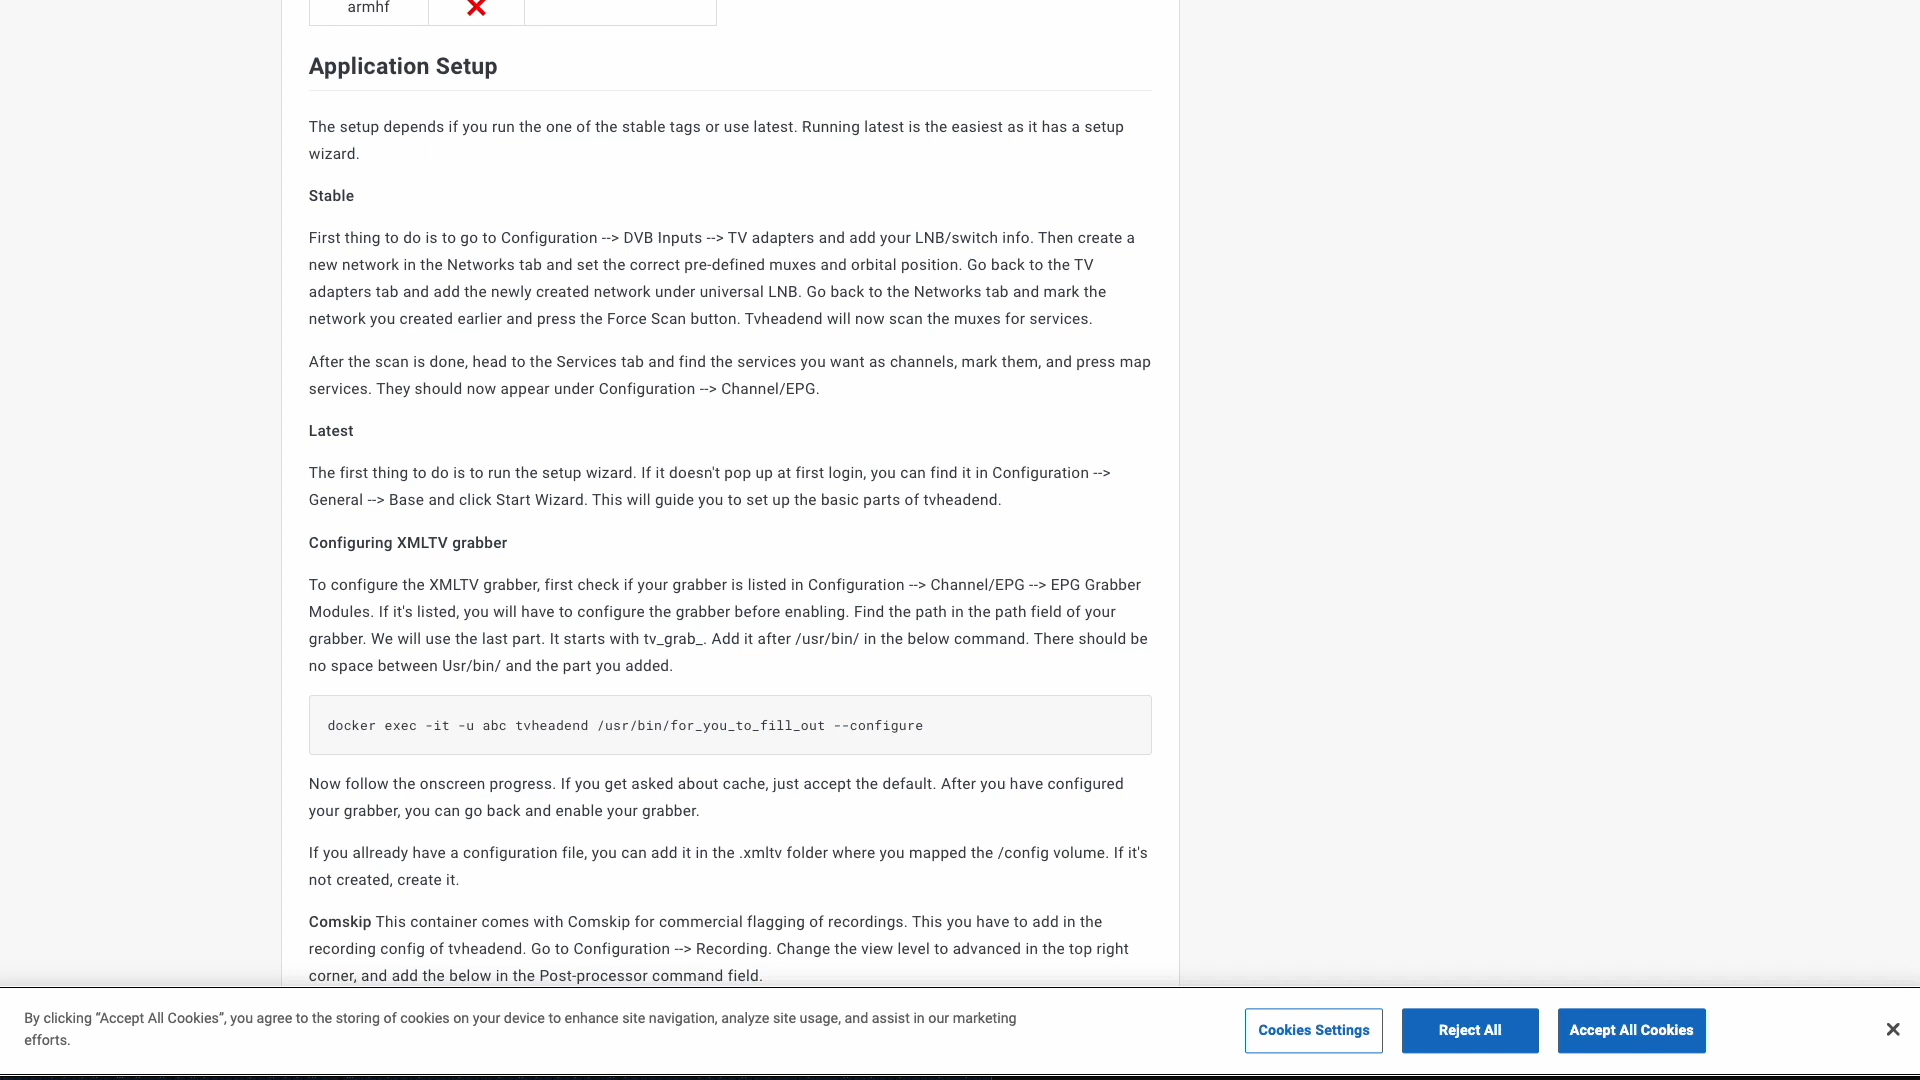 armhf
Application Setup
The setup depends if you run the one of the stable tags or use latest. Running latest is the easiest as it has a setup
wizard.
Stable
First thing to do is to go to Configuration --> DVB Inputs --> TV adapters and add your LNB/switch info. Then create a
new network in the Networks tab and set the correct pre-defined muxes and orbital position. Go back to the TV
adapters tab and add the newly created network under universal LNB. Go back to the Networks tab and mark the
network you created earlier and press the Force Scan button. Tvheadend will now scan the muxes for services.
After the scan is done, head to the Services tab and find the services you want as channels, mark them, and press map
services. They should now appear under Configuration --> Channel/EPG.
Latest
The first thing to do is to run the setup wizard. If it doesn't pop up at first login, you can find it in Configuration -->
General --> Base and click Start Wizard. This will guide you to set up the basic parts of tvheadend.
Configuring XMLTV grabber
To configure the XMLTV grabber, first check if your grabber is listed in Configuration --> Channel/EPG --> EPG Grabber
Modules. If it's listed, you will have to configure the grabber before enabling. Find the path in the path field of your
grabber. We will use the last part. It starts with tv_grab_. Add it after /usr/bin/ in the below command. There should be
no space between Usr/bin/ and the part you added.
docker exec -it -u abc tvheadend /usr/bin/for_you_to_fill_out --configure
Now follow the onscreen progress. If you get asked about cache, just accept the default. After you have configured
your grabber, you can go back and enable your grabber.
If you allready have a configuration file, you can add it in the .xmltv folder where you mapped the /config volume. If it's
not created, create it.
Comskip This container comes with Comskip for commercial flagging of recordings. This you have to add in the
recording config of tvheadend. Go to Configuration --> Recording. Change the view level to advanced in the top right
corner, and add the below in the Post-processor command field.
By clicking “Accept All Cookies”, you agree to the storing of cookies on your device to enhance site navigation, analyze site usage, and assist in our marketing
efforts.
Cookies Settings
Reject All
Accept All Cookies